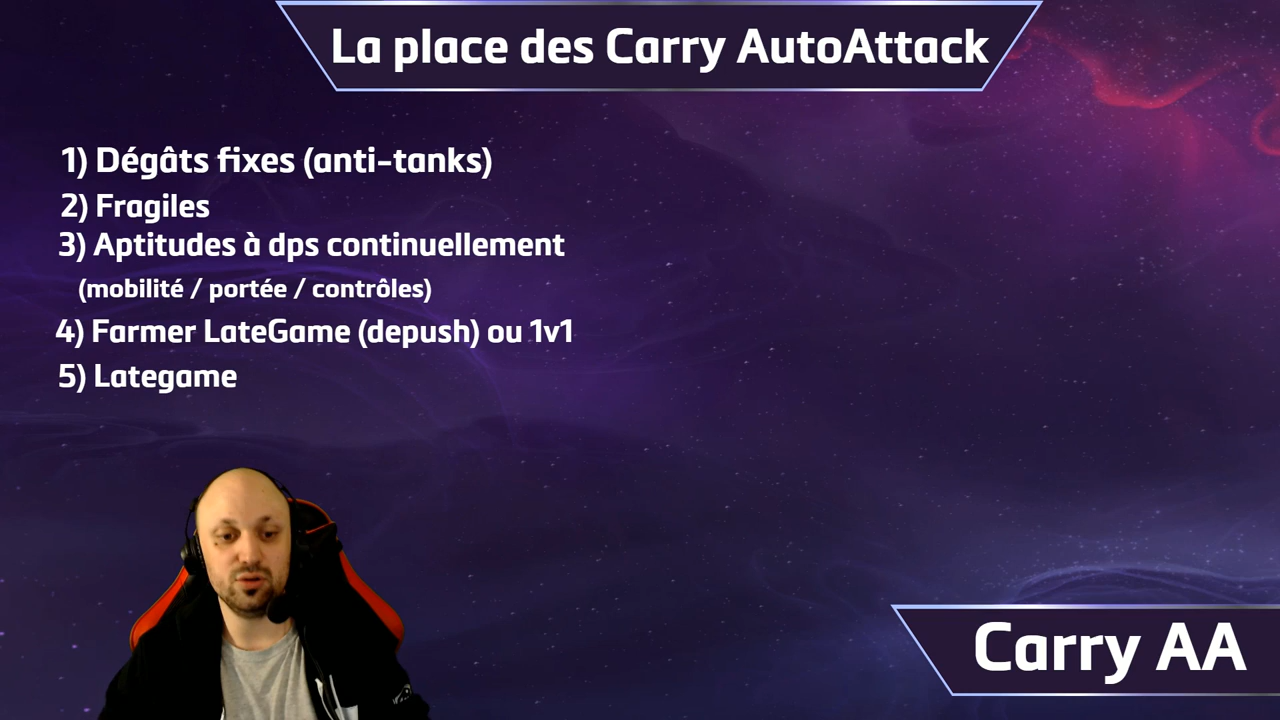 La place des Carry AutoAttack
1) Dégâts fixes (anti-tanks)
2) Fragiles
3) Aptitudes à dps continuellement
(mobilité / portée / contrôles)
4) Farmer LateGame (depush) ou 1v1
5) Lategame
Carry AA